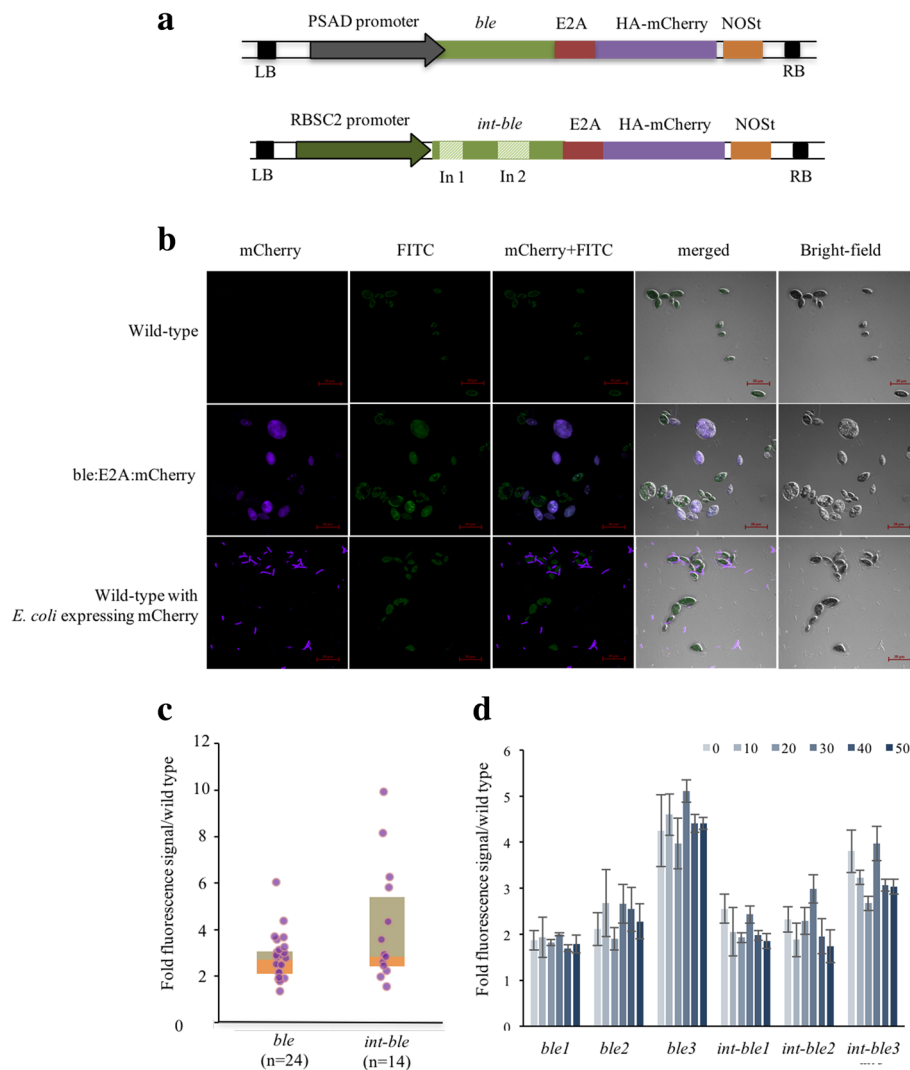 a
PSAD promoter ble E2A HA-mCherry NOSt
LB RB
RBSC2 promoter int-ble E2A HA-mCherry NOSt
LB In 1 In 2 RB
b
mCherry FITC mCherry+FITC merged Bright-field
Wild-type
ble:E2A:mCherry
Wild-type with
E. coli expressing mCherry
c
Fold fluorescence signal/wild type
12
10
8
6
4
2
0
ble int-ble
(n=24) (n=14)
d
0 10 20 30 40 50
Fold fluorescence signal/wild type
6
5
4
3
2
1
0
ble1 ble2 ble3 int-ble1 int-ble2 int-ble3